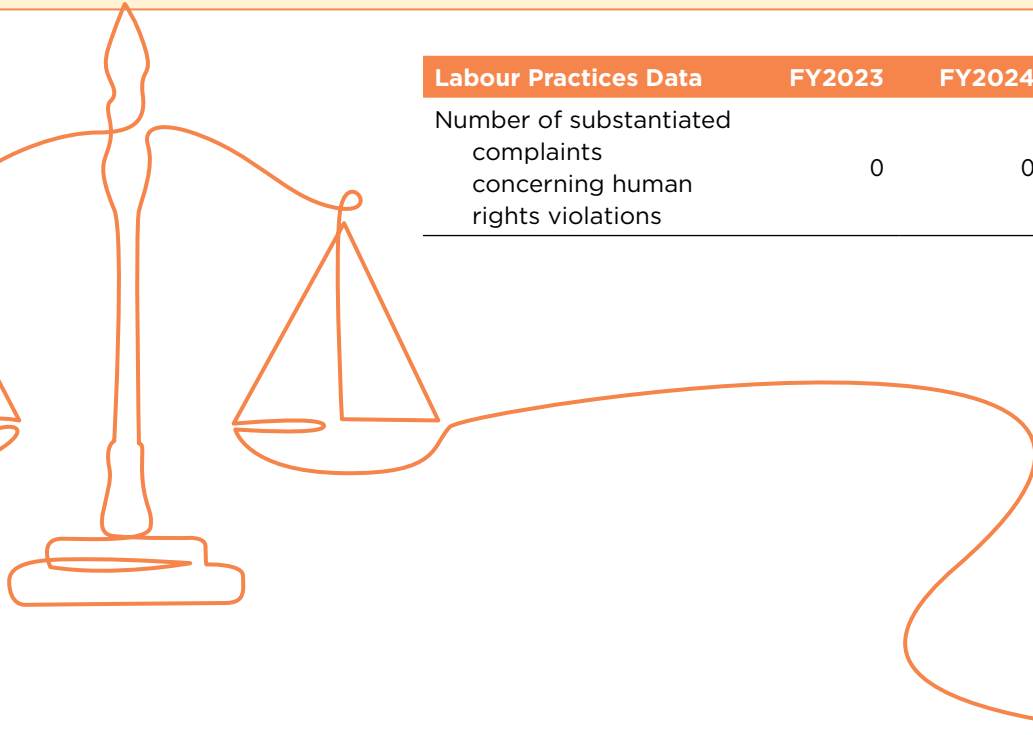 Labour Practices Data FY2023 FY2024
Number of substantiated
complaints
concerning human
rights violations
0 0